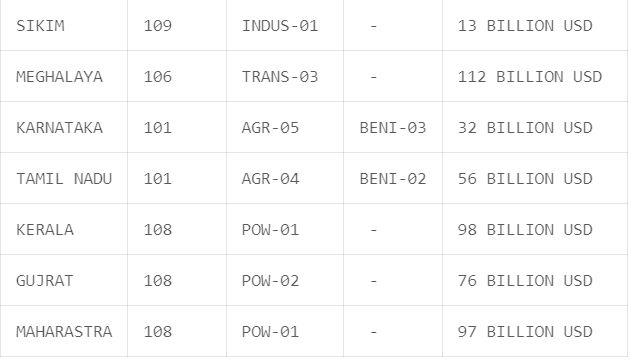 SIKIM 109 INDUS-01 - 13 BILLION USD
MEGHALAYA 106 TRANS-03 - 112 BILLION USD
KARNATAKA 101 AGR-05 BENI-03 32 BILLION USD
TAMIL NADU 101 AGR-04 BENI-02 56 BILLION USD
KERALA 108 POW-01 - 98 BILLION USD
GUJRAT 108 POW-02 - 76 BILLION USD
MAHARASTRA 108 POW-01 - 97 BILLION USD